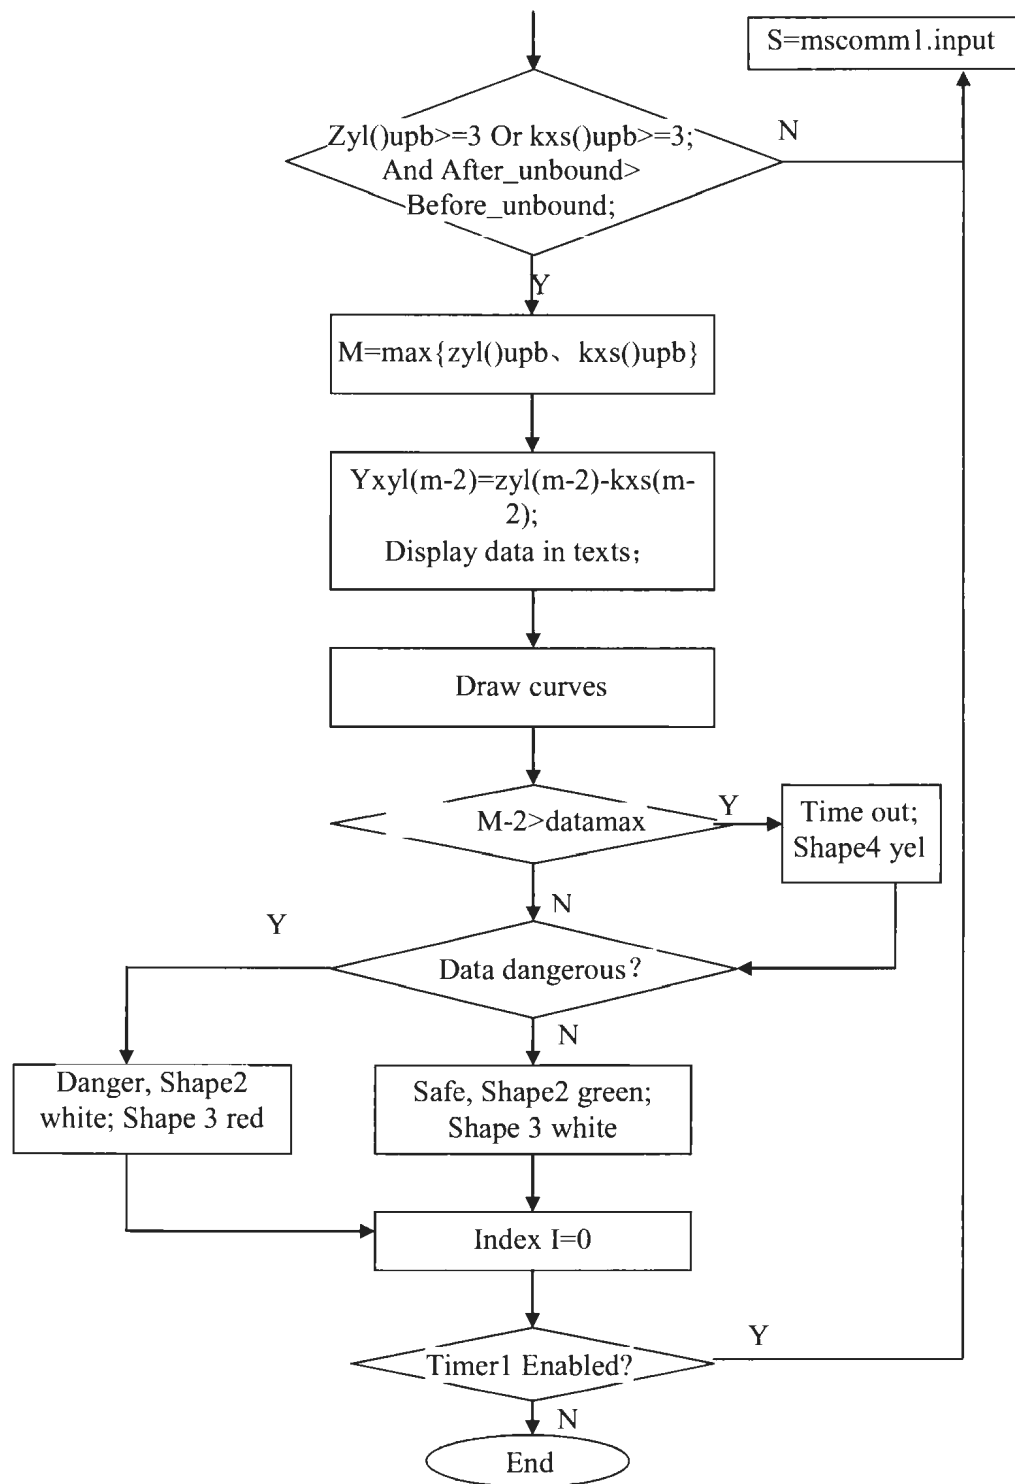 S=mscomm1.input
Zyl()upb>=3 Or kxs()upb>=3;
And After_unbound>
Before_unbound;
N
Y
M=max{zyl()upb、kxs()upb}
Yxyl(m-2)=zyl(m-2)-kxs(m-
2);
Display data in texts;
Draw curves
M-2>datamax
Y
Time out;
Shape4 yel
N
Y
Data dangerous?
N
Danger, Shape2
white; Shape 3 red
Safe, Shape2 green;
Shape 3 white
Index I=0
Timer1 Enabled?
Y
N
End